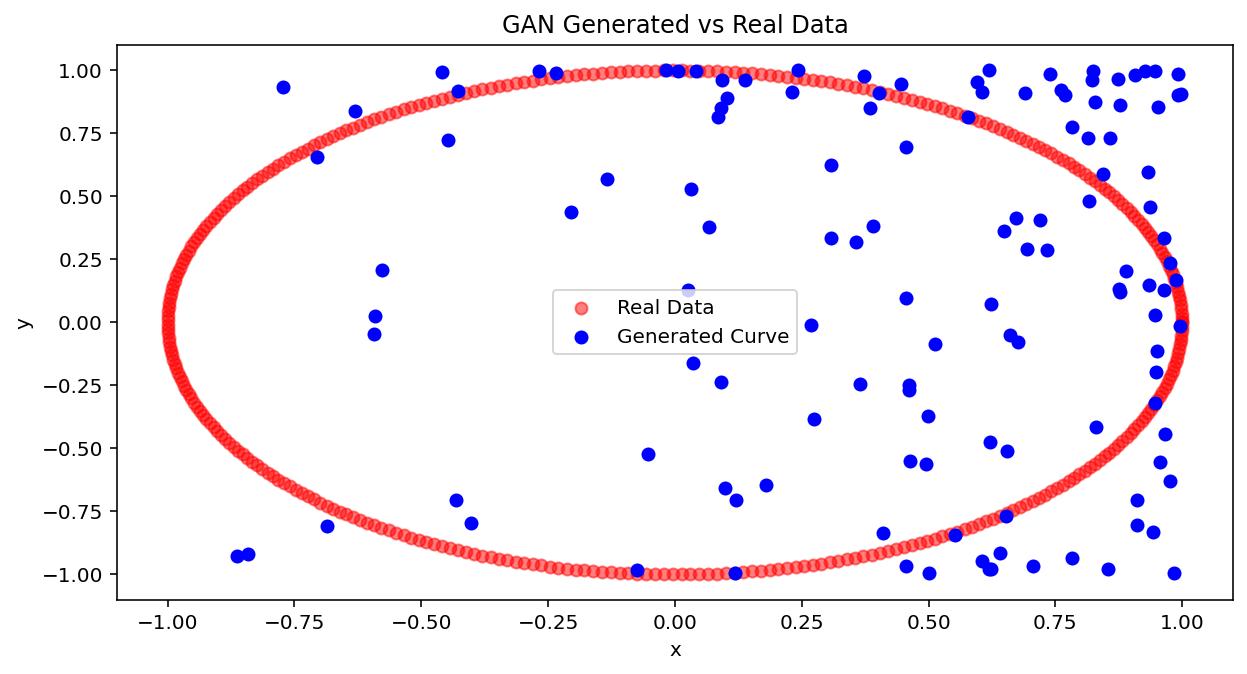 GAN Generated vs Real Data
1.00
0.75
0.50
0.25
0.00
−0.25
−0.50
−0.75
−1.00
y
Real Data
Generated Curve
−1.00 −0.75 −0.50 −0.25 0.00 0.25 0.50 0.75 1.00
x